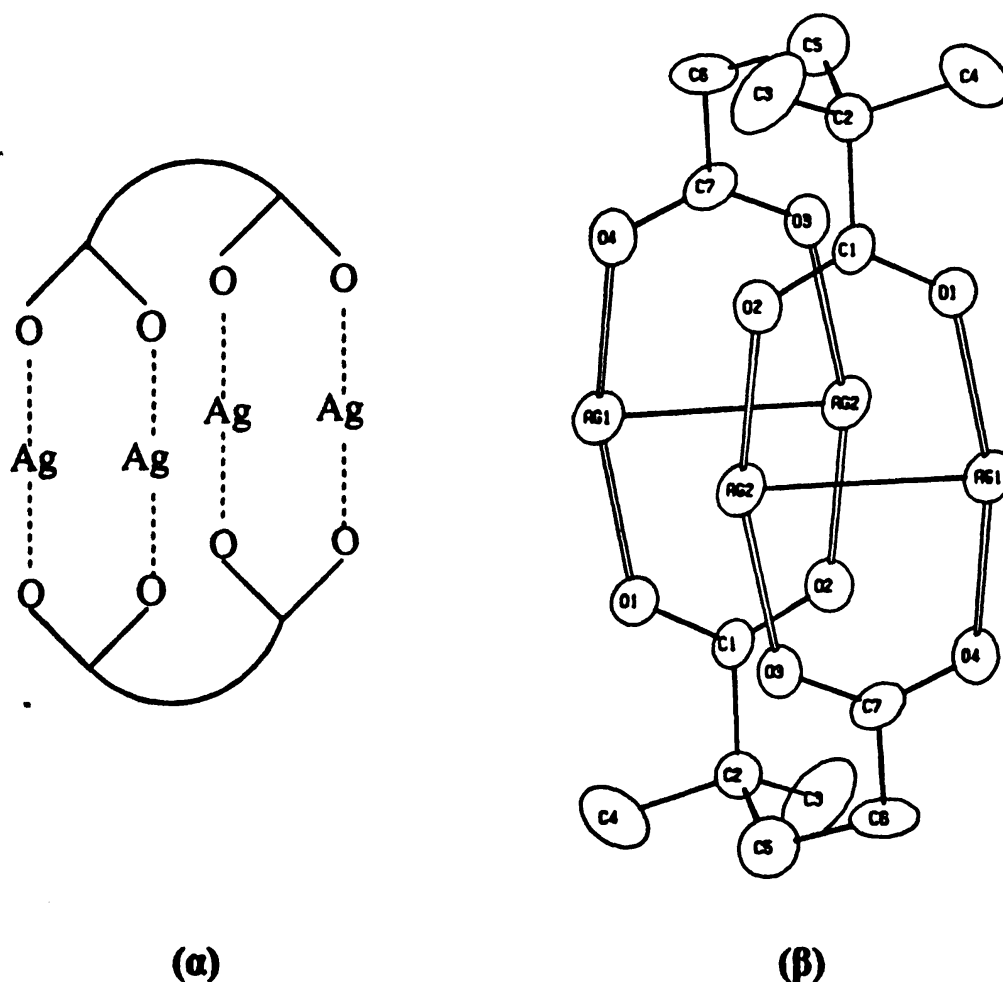 O O O O
Ag Ag Ag Ag
O O O O
(α)
C5
C6 C3 C4
C2
C7
O4 O3 C1
O2 O1
AG1 AG2
AG2 AG1
O1 O2
C1 O3 O4
C7
C2 C3
C4 C6
C5
(β)